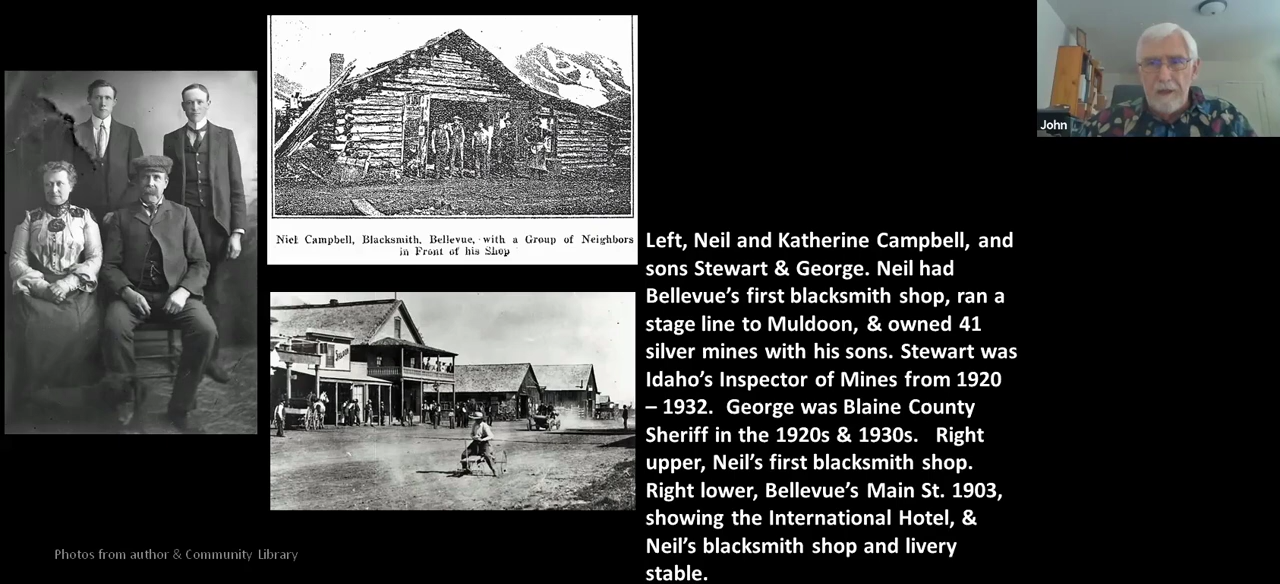 Niel Campbell, Blacksmith, Bellevue, with a Group of Neighbors
in Front of his Shop
SALOON
Left, Neil and Katherine Campbell, and
sons Stewart & George. Neil had
Bellevue’s first blacksmith shop, ran a
stage line to Muldoon, & owned 41
silver mines with his sons. Stewart was
Idaho’s Inspector of Mines from 1920
– 1932. George was Blaine County
Sheriff in the 1920s & 1930s. Right
upper, Neil’s first blacksmith shop.
Right lower, Bellevue’s Main St. 1903,
showing the International Hotel, &
Neil’s blacksmith shop and livery
stable.
Photos from author & Community Library
John